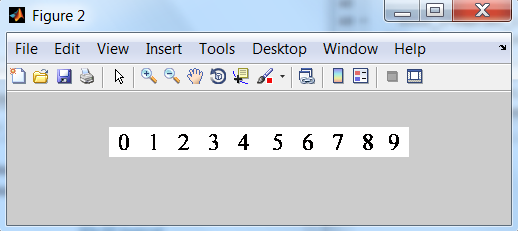 Figure 2
File Edit View Insert Tools Desktop Window Help
0 1 2 3 4 5 6 7 8 9